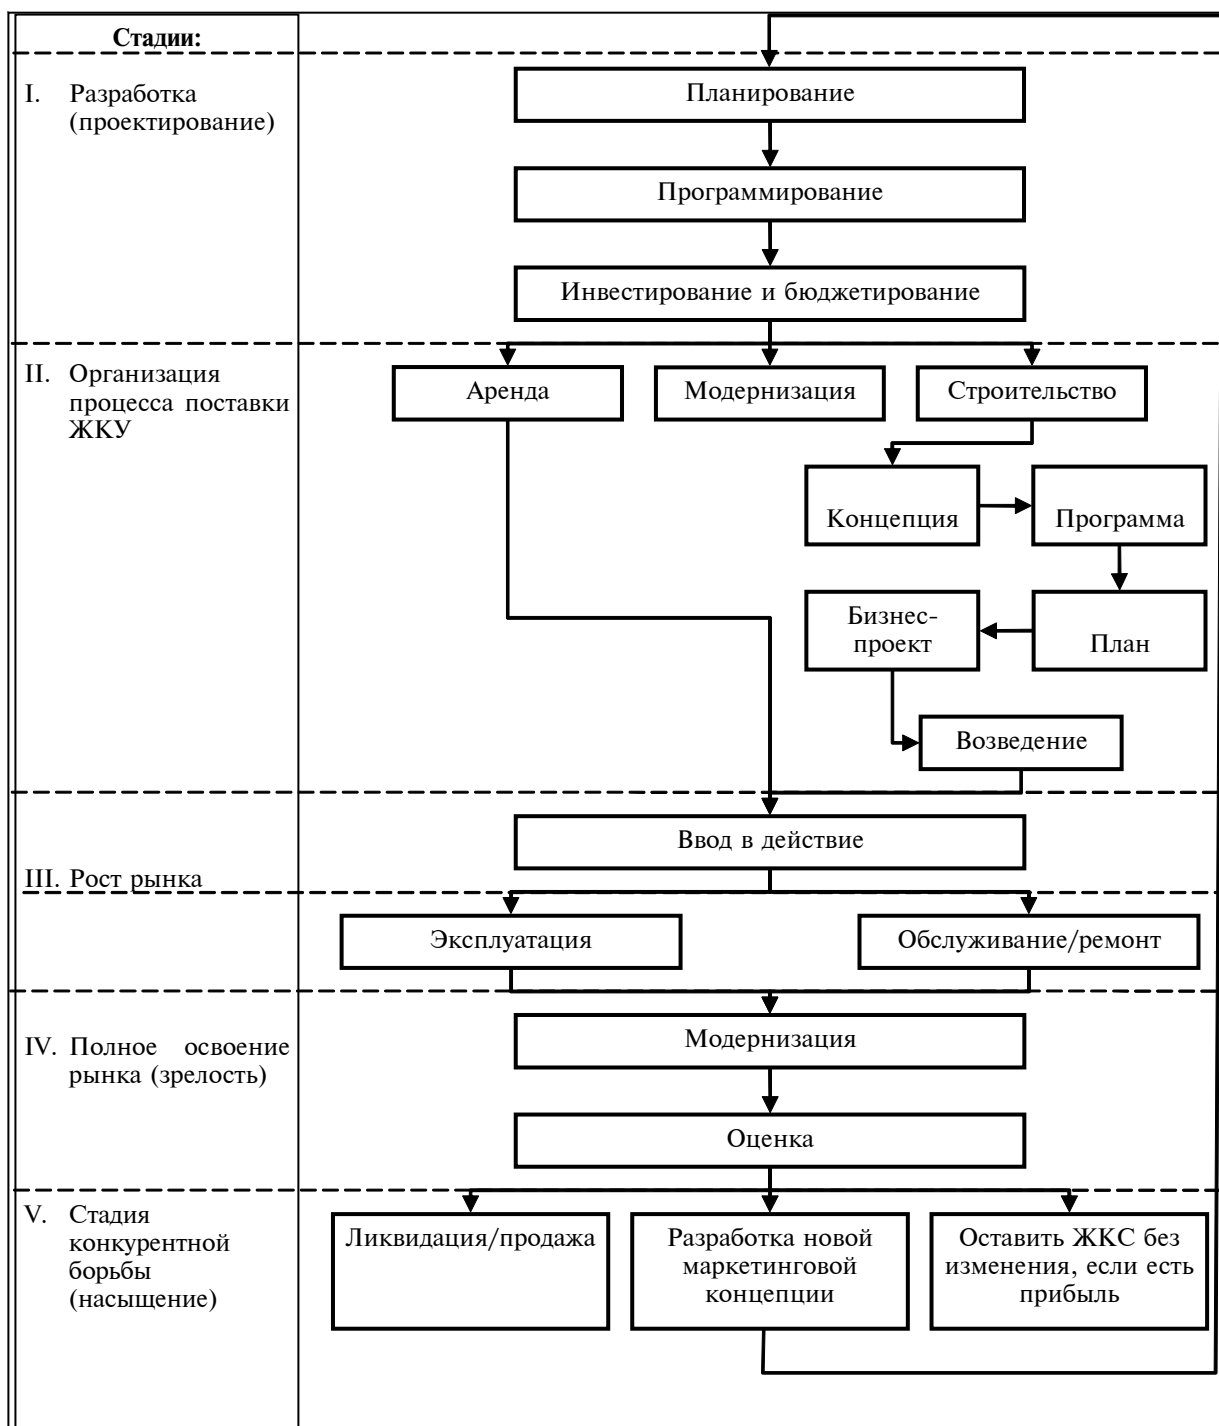 Стадии:
I. Разработка
(проектирование)
Планирование
Программирование
Инвестирование и бюджетирование
II. Организация
процесса поставки
ЖКУ
Аренда
Модернизация
Строительство
Концепция
Программа
Бизнес-
проект
План
Возведение
Ввод в действие
III. Рост рынка
Эксплуатация
Обслуживание/ремонт
IV. Полное освоение
рынка (зрелость)
Модернизация
Оценка
V. Стадия
конкурентной
борьбы
(насыщение)
Ликвидация/продажа
Разработка новой
маркетинговой
концепции
Оставить ЖКС без
изменения, если есть
прибыль